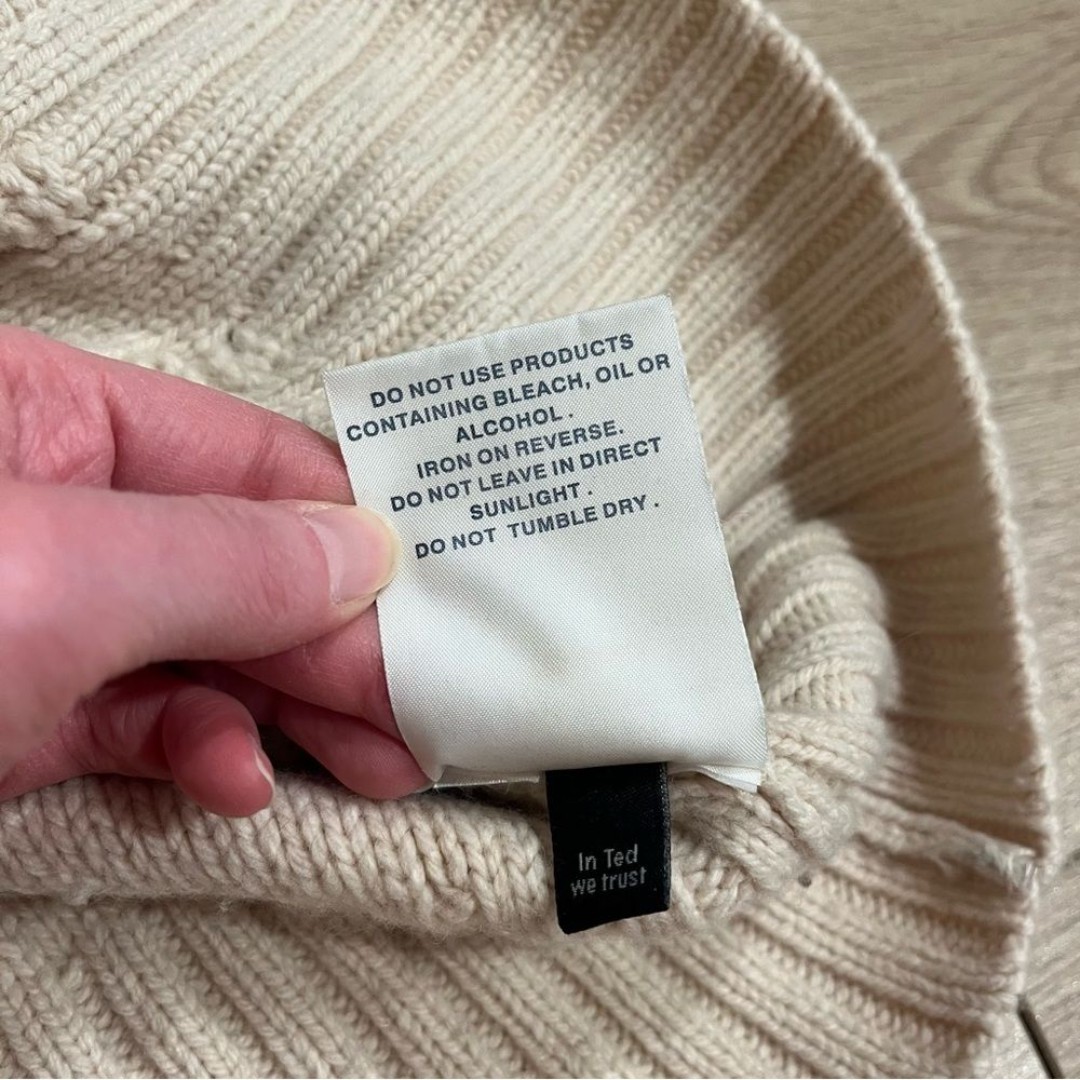 DO NOT USE PRODUCTS
CONTAINING BLEACH, OIL OR
ALCOHOL .
IRON ON REVERSE.
DO NOT LEAVE IN DIRECT
SUNLIGHT .
DO NOT TUMBLE DRY .
In Ted
we trust